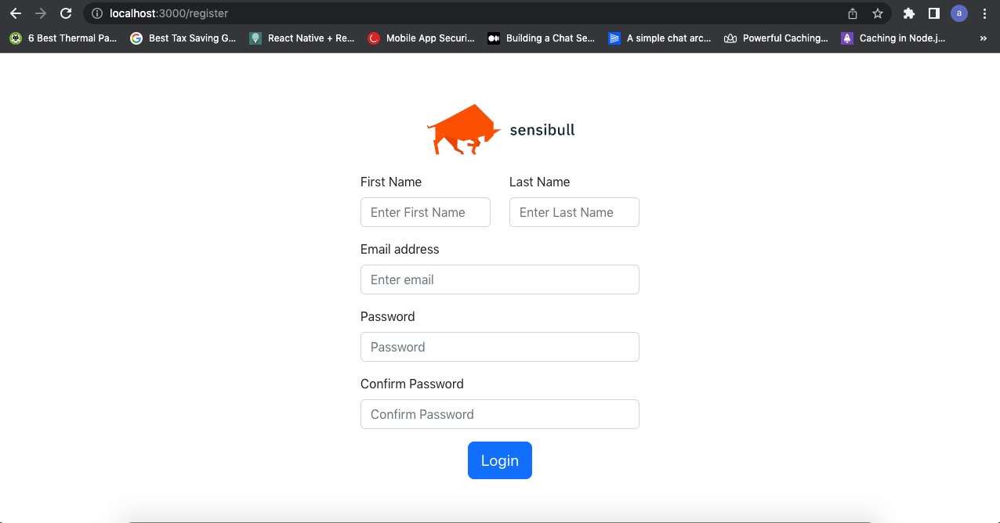 localhost:3000/register
a
6 Best Thermal Pa... Best Tax Saving G... React Native + Re... Mobile App Securi... Building a Chat Se... A simple chat arc... Powerful Caching... Caching in Node.j... »
sensibull
First Name Last Name
Enter First Name Enter Last Name
Email address
Enter email
Password
Password
Confirm Password
Confirm Password
Login